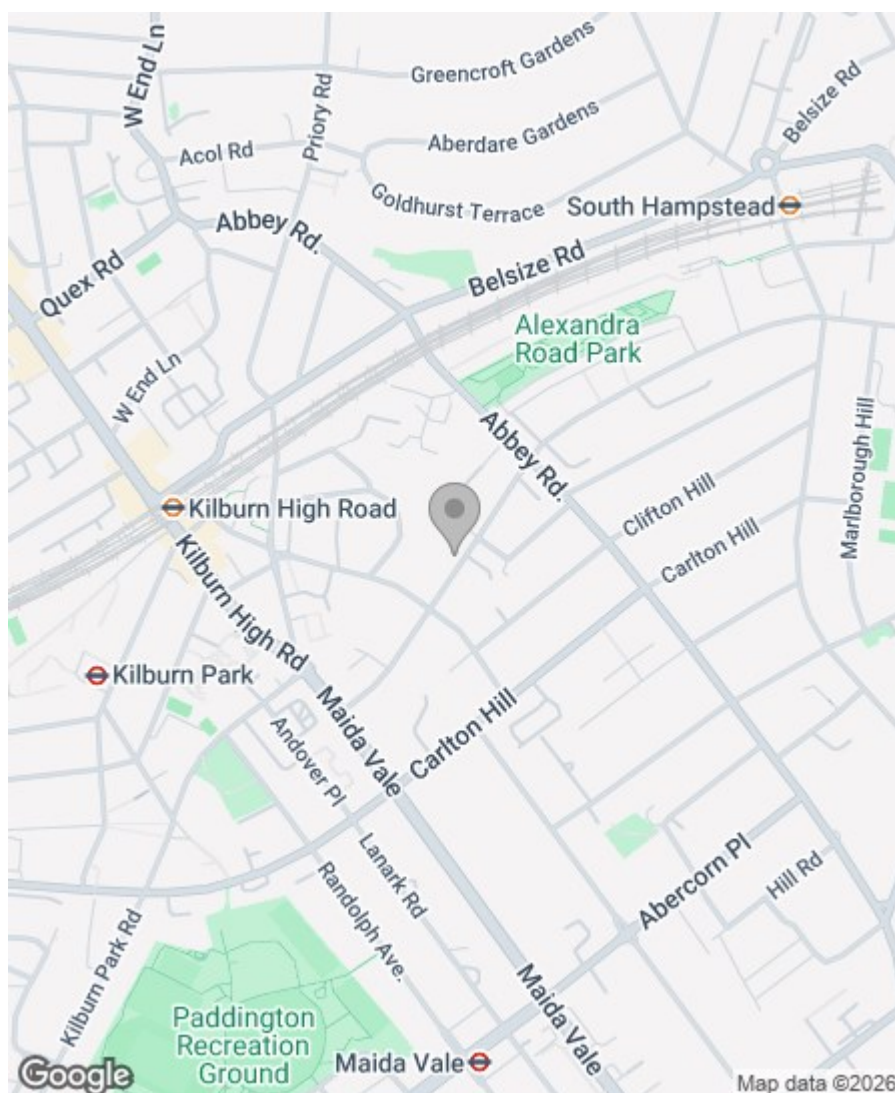 W End Ln
Greencroft Gardens
Priory Rd
Belsize Rd
Aberdare Gardens
Acol Rd
Goldhurst Terrace
South Hampstead
Abbey Rd.
Belsize Rd
Quex Rd
Alexandra
Road Park
W End Ln
Marlborough Hill
Abbey Rd.
Clifton Hill
Kilburn High Road
Carlton Hill
Kilburn High Rd
Kilburn Park
Maida Vale
Carlton Hill
Andover Pl
Lanark Rd
Randolph Ave.
Abercorn Pl
Hill Rd
Kilburn Park Rd
Maida Vale
Paddington
Recreation
Ground
Maida Vale
Google
Map data ©2026